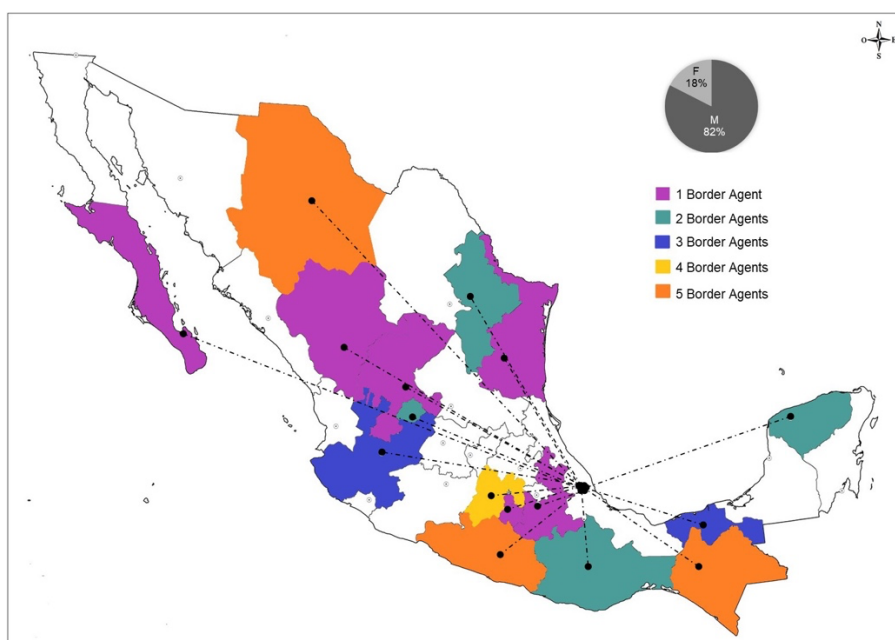 N
O
E
S
F
18%
M
82%
1 Border Agent
2 Border Agents
3 Border Agents
4 Border Agents
5 Border Agents